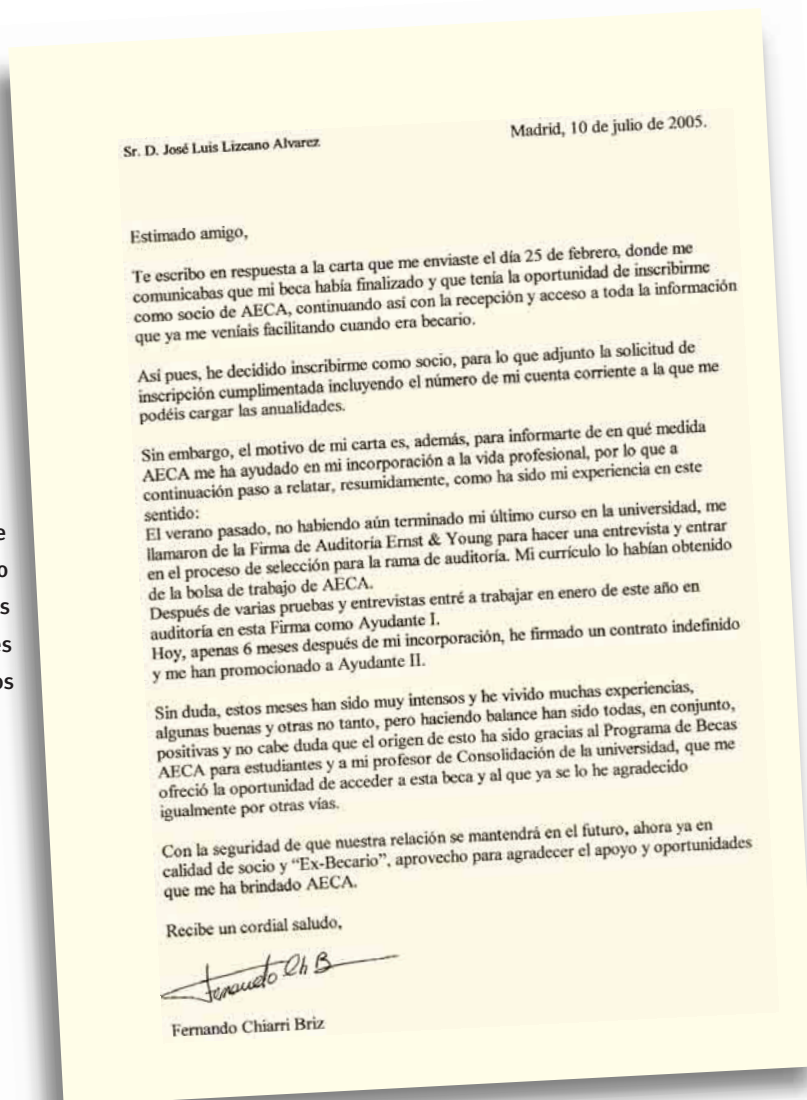 Sr. D. José Luis Lizcano Alvarez
Madrid, 10 de julio de 2005.
Estimado amigo,
Te escribo en respuesta a la carta que me enviaste el día 25 de febrero, donde me
comunicabas que mi beca había finalizado y que tenía la oportunidad de inscribirme
como socio de AECA, continuando así con la recepción y acceso a toda la información
que ya me veníais facilitando cuando era becario.
Así pues, he decidido inscribirme como socio, para lo que adjunto la solicitud de
inscripción cumplimentada incluyendo el número de mi cuenta corriente a la que me
podéis cargar las anualidades.
Sin embargo, el motivo de mi carta es, además, para informarte de en qué medida
AECA me ha ayudado en mi incorporación a la vida profesional, por lo que a
continuación paso a relatar, resumidamente, como ha sido mi experiencia en este
sentido:
El verano pasado, no habiendo aún terminado mi último curso en la universidad, me
llamaron de la Firma de Auditoría Ernst & Young para hacer una entrevista y entrar
en el proceso de selección para la rama de auditoría. Mi currículo lo habían obtenido
de la bolsa de trabajo de AECA.
Después de varias pruebas y entrevistas entré a trabajar en enero de este año en
auditoría en esta Firma como Ayudante I.
Hoy, apenas 6 meses después de mi incorporación, he firmado un contrato indefinido
y me han promocionado a Ayudante II.
Sin duda, estos meses han sido muy intensos y he vivido muchas experiencias,
algunas buenas y otras no tanto, pero haciendo balance han sido todas, en conjunto,
positivas y no cabe duda que el origen de esto ha sido gracias al Programa de Becas
AECA para estudiantes y a mi profesor de Consolidación de la universidad, que me
ofreció la oportunidad de acceder a esta beca y al que ya se lo he agradecido
igualmente por otras vías.
Con la seguridad de que nuestra relación se mantendrá en el futuro, ahora ya en
calidad de socio y “Ex-Becario”, aprovecho para agradecer el apoyo y oportunidades
que me ha brindado AECA.
Recibe un cordial saludo,
Fernando Ch B
Fernando Chiarri Briz